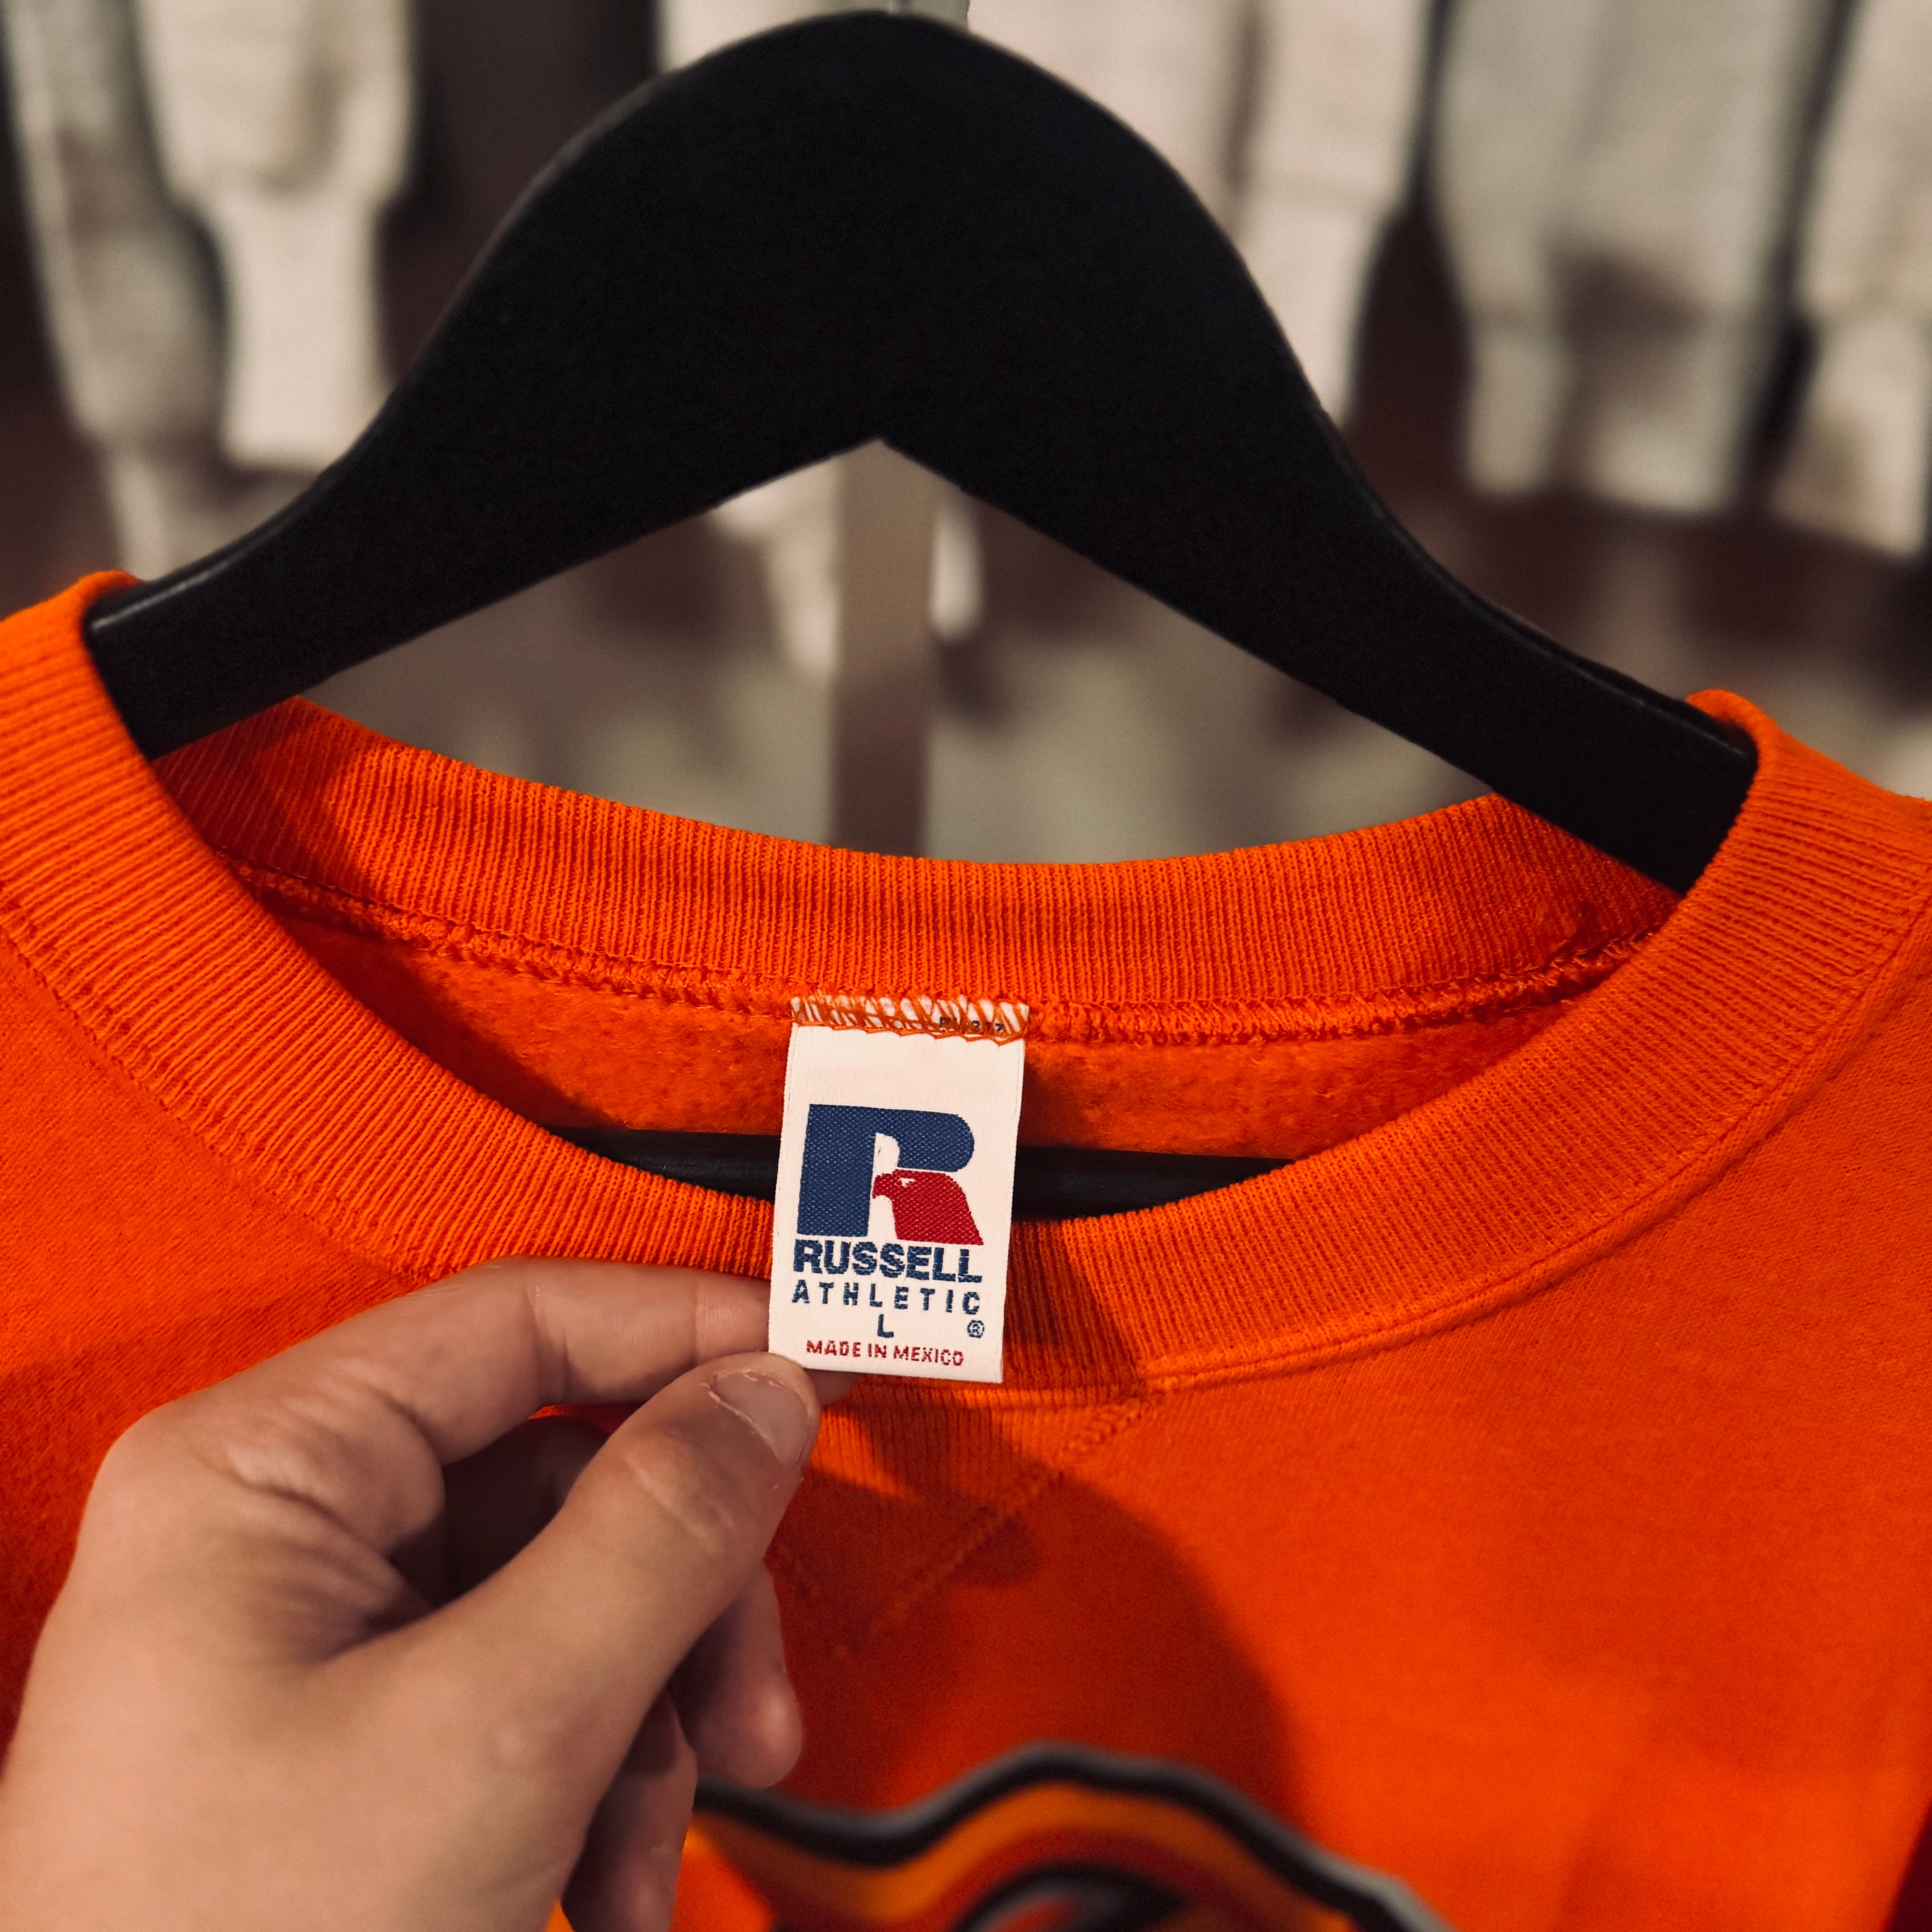 RUSSELL
ATHLETIC
L ®
MADE IN MEXICO